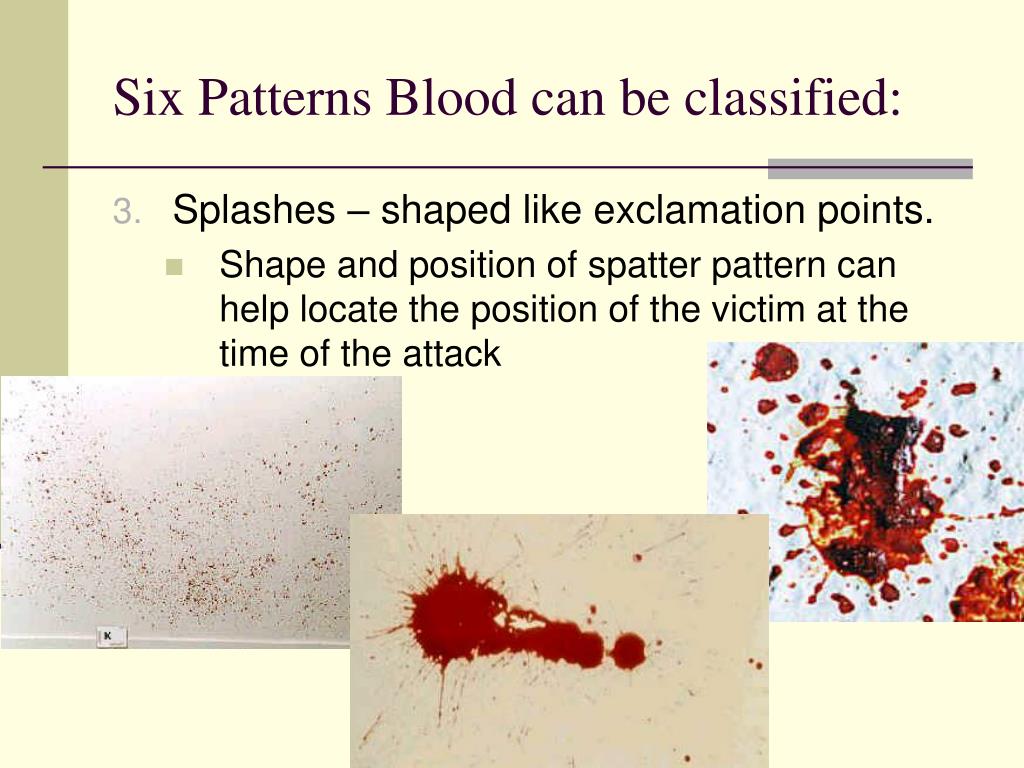 Six Patterns Blood can be classified:
3. Splashes – shaped like exclamation points.
Shape and position of spatter pattern can
help locate the position of the victim at the
time of the attack
K